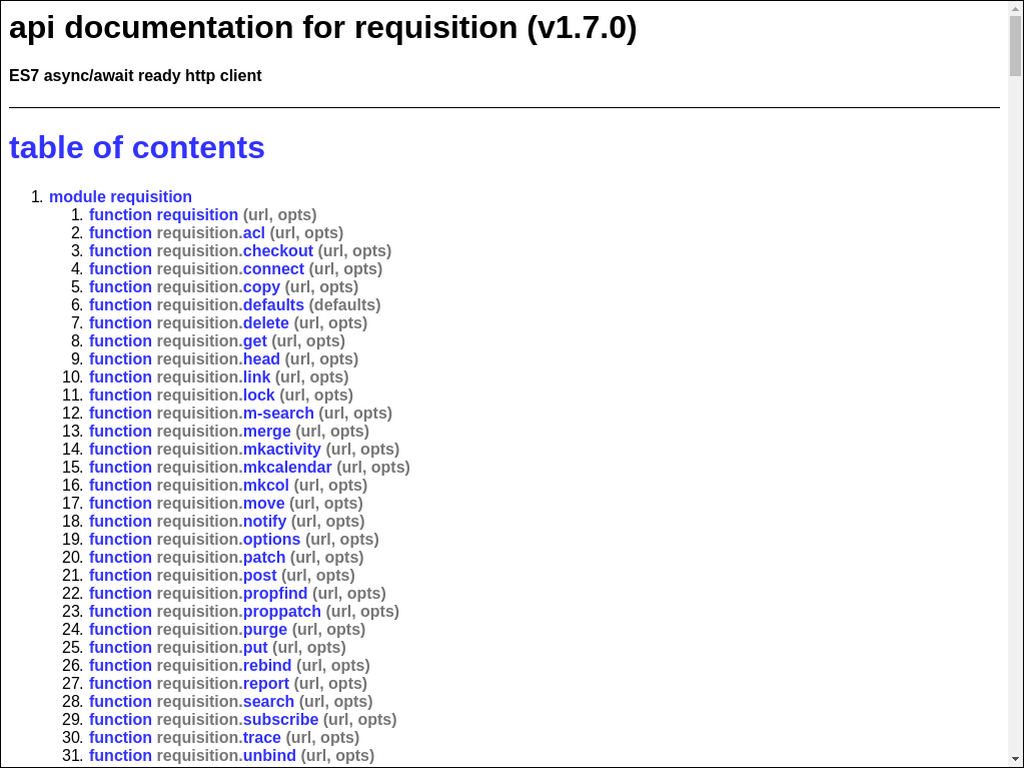 api documentation for requisition (v1.7.0)
ES7 async/await ready http client
table of contents
1. module requisition
1. function requisition (url, opts)
2. function requisition.acl (url, opts)
3. function requisition.checkout (url, opts)
4. function requisition.connect (url, opts)
5. function requisition.copy (url, opts)
6. function requisition.defaults (defaults)
7. function requisition.delete (url, opts)
8. function requisition.get (url, opts)
9. function requisition.head (url, opts)
10. function requisition.link (url, opts)
11. function requisition.lock (url, opts)
12. function requisition.m-search (url, opts)
13. function requisition.merge (url, opts)
14. function requisition.mkactivity (url, opts)
15. function requisition.mkcalendar (url, opts)
16. function requisition.mkcol (url, opts)
17. function requisition.move (url, opts)
18. function requisition.notify (url, opts)
19. function requisition.options (url, opts)
20. function requisition.patch (url, opts)
21. function requisition.post (url, opts)
22. function requisition.propfind (url, opts)
23. function requisition.proppatch (url, opts)
24. function requisition.purge (url, opts)
25. function requisition.put (url, opts)
26. function requisition.rebind (url, opts)
27. function requisition.report (url, opts)
28. function requisition.search (url, opts)
29. function requisition.subscribe (url, opts)
30. function requisition.trace (url, opts)
31. function requisition.unbind (url, opts)